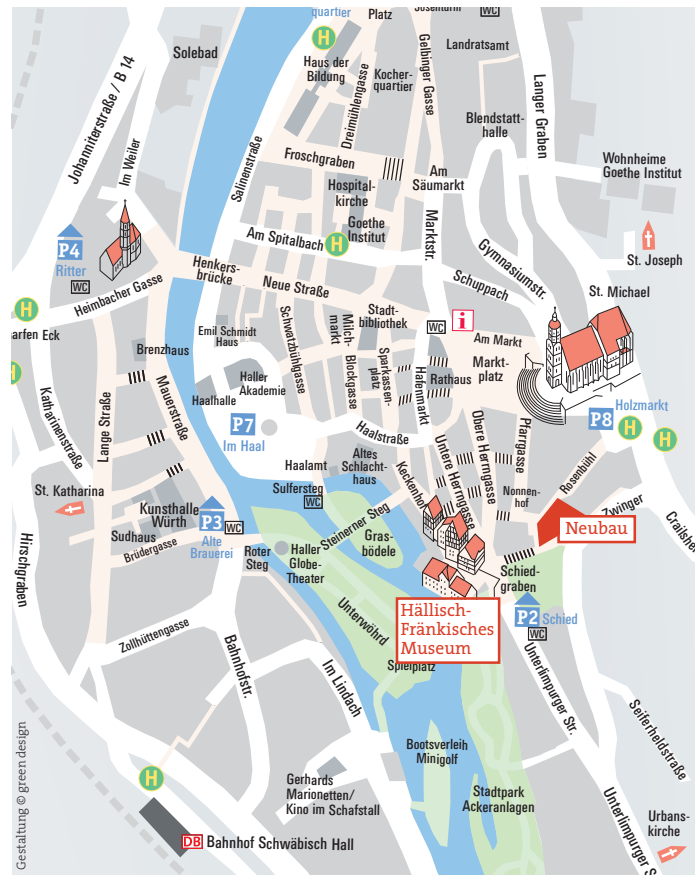 quartier
Platz
Josenturm
WC
H
Solebad
Landratsamt
Haus der
Bildung
Kocher-
quartier
Gelbinger Gasse
Dreimühlengasse
Langer Graben
Johanniterstraße / B 14
Blendstatt-
halle
Im Weiler
Salinenstraße
Froschgraben
Am
Säumarkt
Wohnheime
Goethe Institut
Hospital-
kirche
Goethe
Institut
Marktstr.
P4
Ritter
WC
Am Spitalbach
H
Gymnasiumstr.
St. Joseph
Henkers-
brücke
Neue Straße
Schuppach
St. Michael
Heimbacher Gasse
H
arfen Eck
Emil Schmidt
Haus
Schwatzbühlgasse
Milch-
markt
Stadt-
bibliothek
WC
i
Am Markt
Brenzhaus
Blockgasse
Sparkassen-
platz
Hafenmarkt
Rathaus
Markt-
platz
H
Haller
Akademie
Haalhalle
Katharinenstraße
Lange Straße
Mauerstraße
P7
Im Haal
Haalstraße
Obere Herrngasse
Pfarrgasse
P8
Holzmarkt
H
H
Untere Herrngasse
Haalamt
Altes
Schlacht-
haus
Keckenhof
Rosenbühl
St. Katharina
Sulfersteg
WC
Nonnen-
hof
Zwinger
Kunsthalle
Würth
P3
WC
Alte
Brauerei
Steinerner Steg
Neubau
Crailshei
Sudhaus
Brüdergasse
Gras-
bödele
Hirschgraben
Roter
Steg
Haller
Globe-
Theater
Schied-
graben
Unterwöhrd
Hällisch-
Fränkisches
Museum
P2
Schied
WC
Zollhüttengasse
Bahnhofstr.
Spielplatz
Im Lindach
Unterlimpurger Str.
Seiferheldstraße
Bootsverleih
Minigolf
H
Gerhards
Marionetten/
Kino im Schafstall
Stadtpark
Ackeranlagen
Unterlimpurger S
Urbans-
kirche
DB
Bahnhof Schwäbisch Hall
Gestaltung © green design